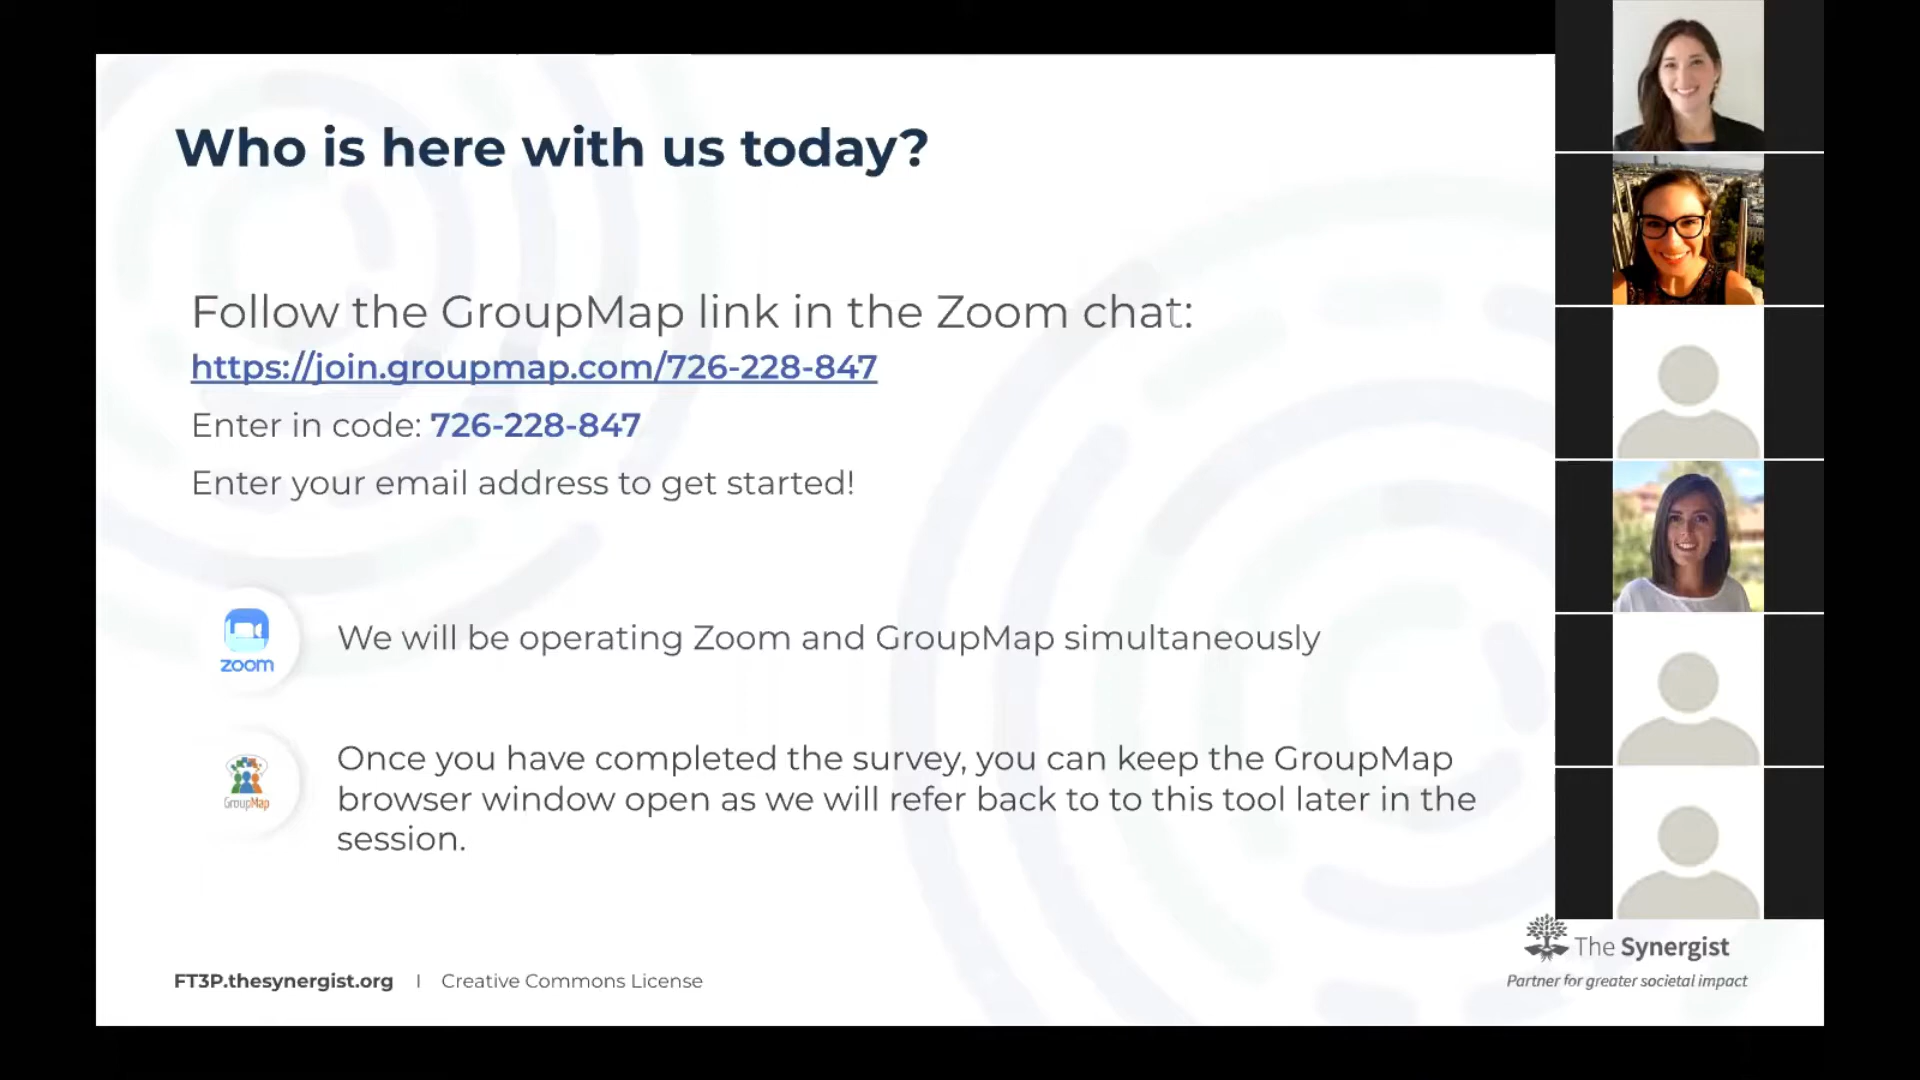 Who is here with us today?
Follow the GroupMap link in the Zoom chat:
https://join.groupmap.com/726-228-847
Enter in code: 726-228-847
Enter your email address to get started!
zoom
We will be operating Zoom and GroupMap simultaneously
GroupMap
Once you have completed the survey, you can keep the GroupMap
browser window open as we will refer back to to this tool later in the
session.
FT3P.thesynergist.org | Creative Commons License
The Synergist
Partner for greater societal impact